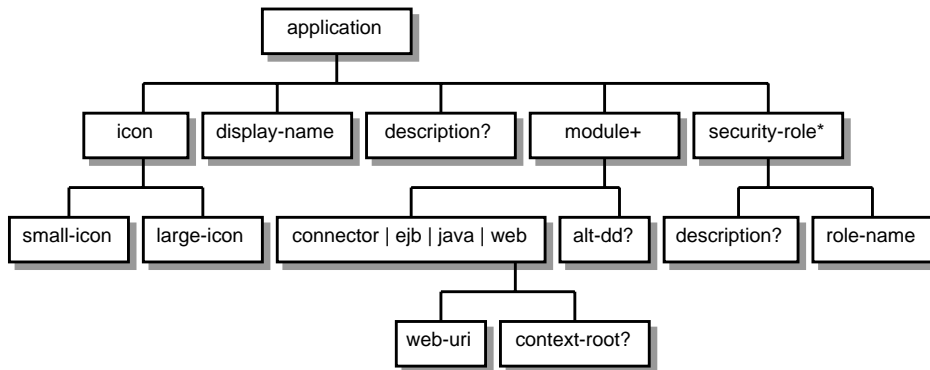 application
icon
display-name
description?
module+
security-role*
small-icon
large-icon
connector | ejb | java | web
alt-dd?
description?
role-name
web-uri
context-root?